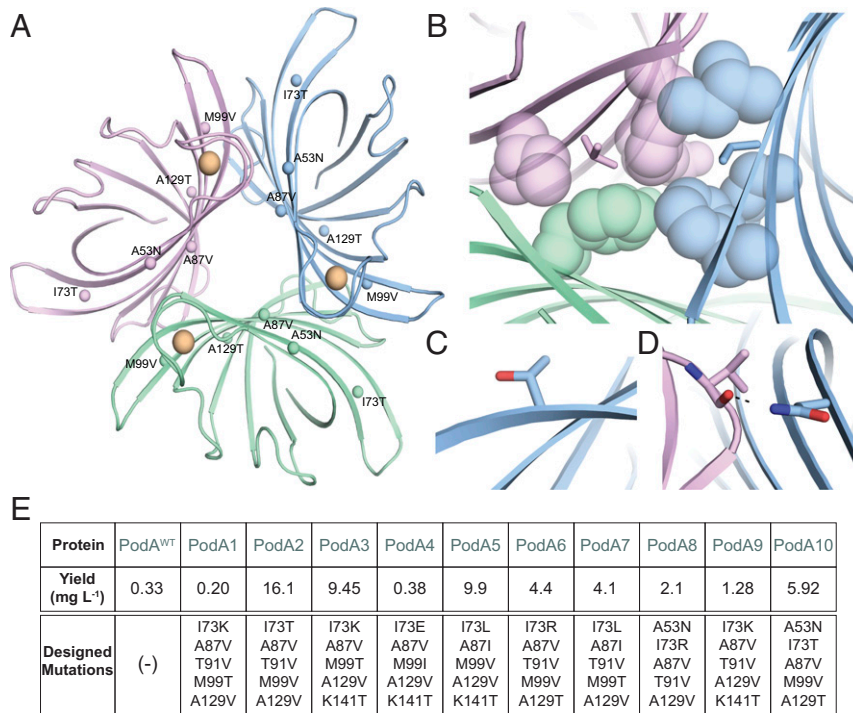 A
M99V
I73T
A129T
A53N
A87V
A53N
A87V
A129T
I73T
M99V
A87V
M99V
A129T
A53N
I73T
B
C
D
E
Protein PodA^WT PodA1 PodA2 PodA3 PodA4 PodA5 PodA6 PodA7 PodA8 PodA9 PodA10
Yield (mg L-1) 0.33 0.20 16.1 9.45 0.38 9.9 4.4 4.1 2.1 1.28 5.92
Designed Mutations (-)
I73K I73T I73K I73E I73L I73R I73L A53N I73K A53N
A87V A87V A87V A87V A87I A87V A87I I73R A87V I73T
T91V T91V M99T M99I M99V T91V T91V A87V T91V A87V
M99T M99V A129V A129V A129V M99V M99T T91V A129V M99V
A129V A129V K141T K141T K141T A129T A129V A129V K141T A129T